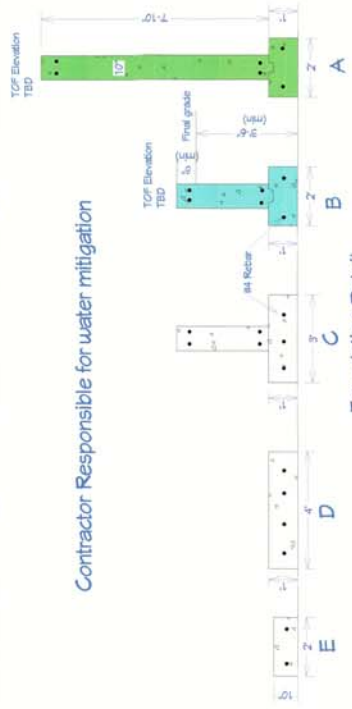 Contractor Responsible for water mitigation
TOF Elevation
TBD
7'-10"
10"
TOF Elevation
TBD
Final grade
(min)
#4 Rebar
10"
1'
1'
1'
1'
2'
4'
3'
2'
2'
E
D
C
B
A